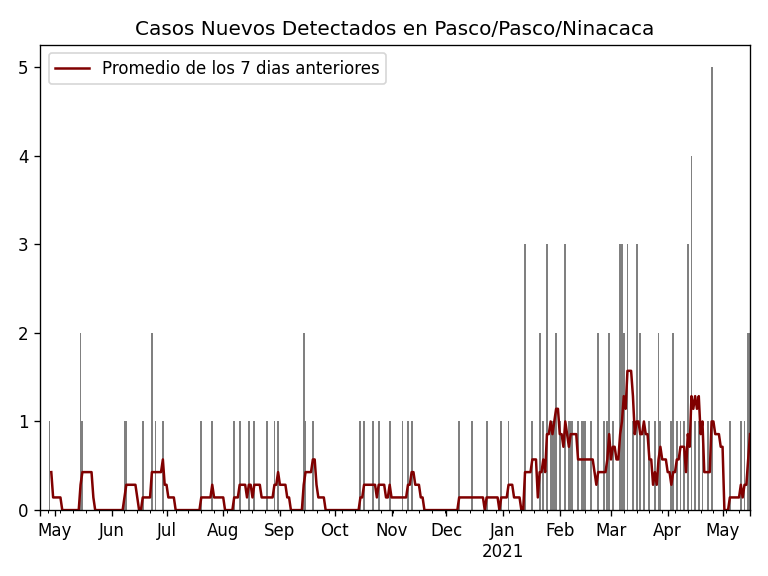 Casos Nuevos Detectados en Pasco/Pasco/Ninacaca
Promedio de los 7 dias anteriores
5
4
3
2
1
0
May Jun Jul Aug Sep Oct Nov Dec Jan Feb Mar Apr May
2021